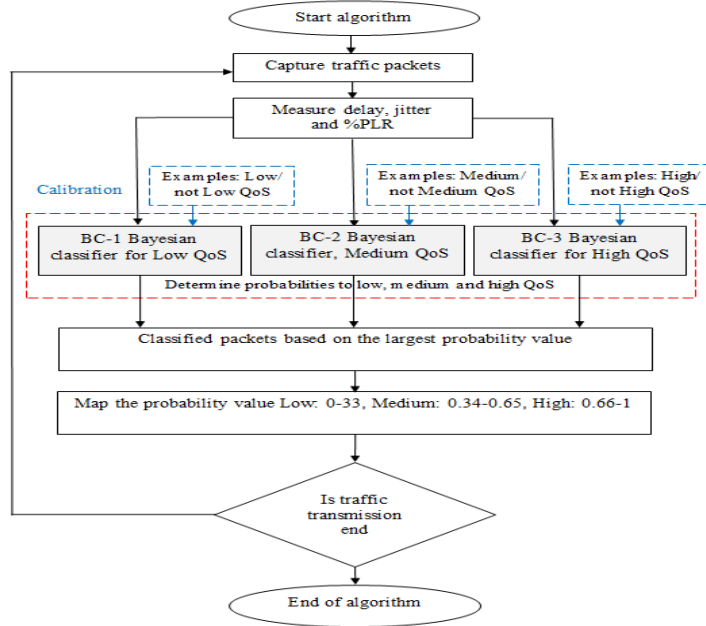 Start algorithm
Capture traffic packets
Measure delay, jitter
and %PLR
Calibration
Examples: Low/
not Low QoS
Examples: Medium/
not Medium QoS
Examples: High/
not High QoS
BC-1 Bayesian
classifier for Low QoS
BC-2 Bayesian
classifier, Medium QoS
BC-3 Bayesian
classifier for High QoS
Determine probabilities to low, medium and high QoS
Classified packets based on the largest probability value
Map the probability value Low: 0-33, Medium: 0.34-0.65, High: 0.66-1
Is traffic
transmission
end
End of algorithm